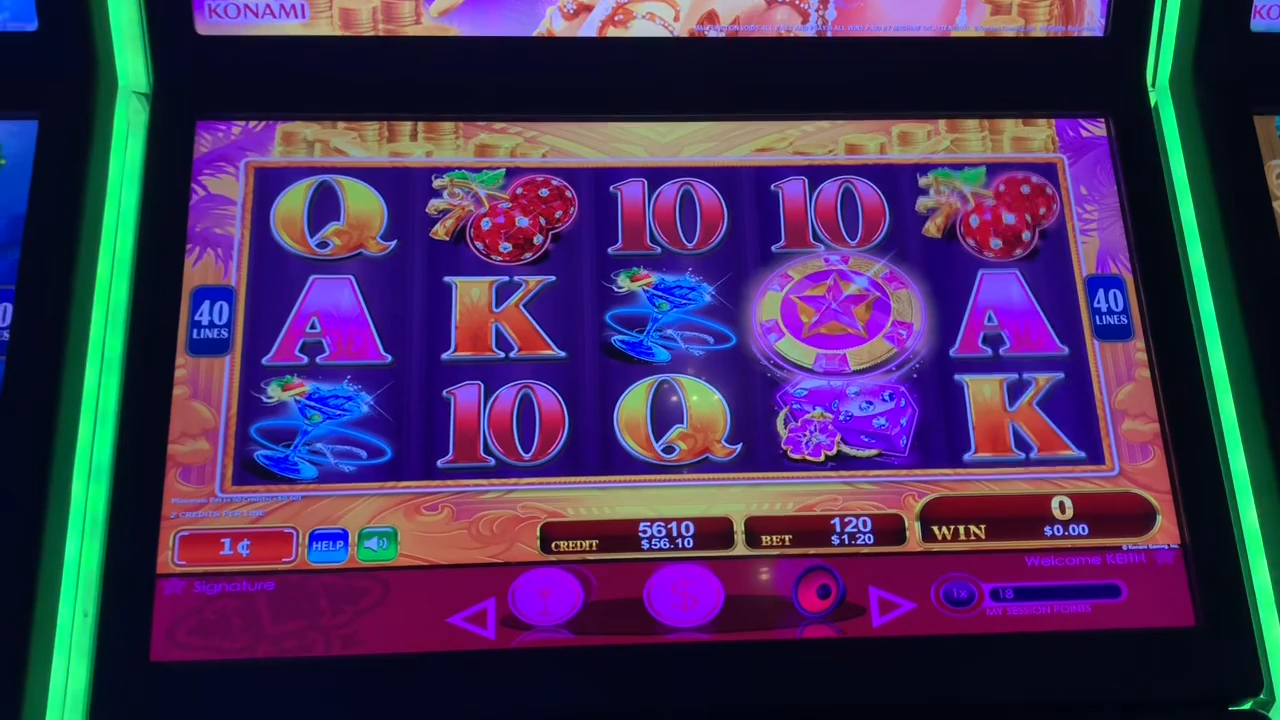 KONAMI
KO
Q 10 10
40 LINES
A K A
40 LINES
10 Q K
2 CREDITS PER LINE
1¢
HELP
CREDIT 5610 $56.10
BET 120 $1.20
WIN 0 $0.00
Signature
Welcome KEITH
1x
18
MY SESSION POINTS